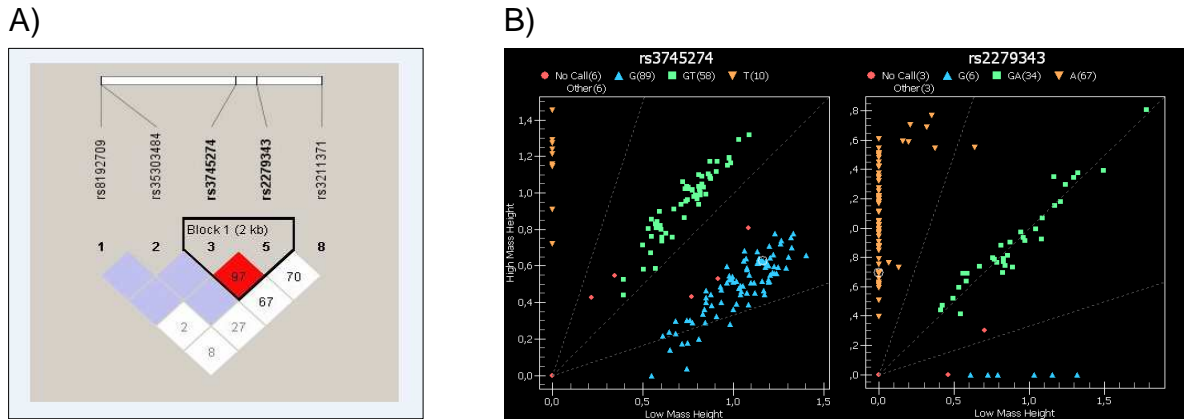 A)
rs8192709
rs35303484
rs3745274
rs2279343
rs3211371
Block 1 (2 kb)
1 2 3 5 8
97 70
67
2 27
8
B)
rs3745274
No Call(6) G(89) GT(58) T(10)
Other(6)
High Mass Height
1,4
1,2
1,0
0,8
0,6
0,4
0,2
0,0
0,0 0,5 1,0 1,5
Low Mass Height
rs2279343
No Call(3) G(6) GA(34) A(67)
Other(3)
,8
,6
,4
,2
,0
,8
,6
,4
,2
,0
0,0 0,5 1,0 1,5
Low Mass Height